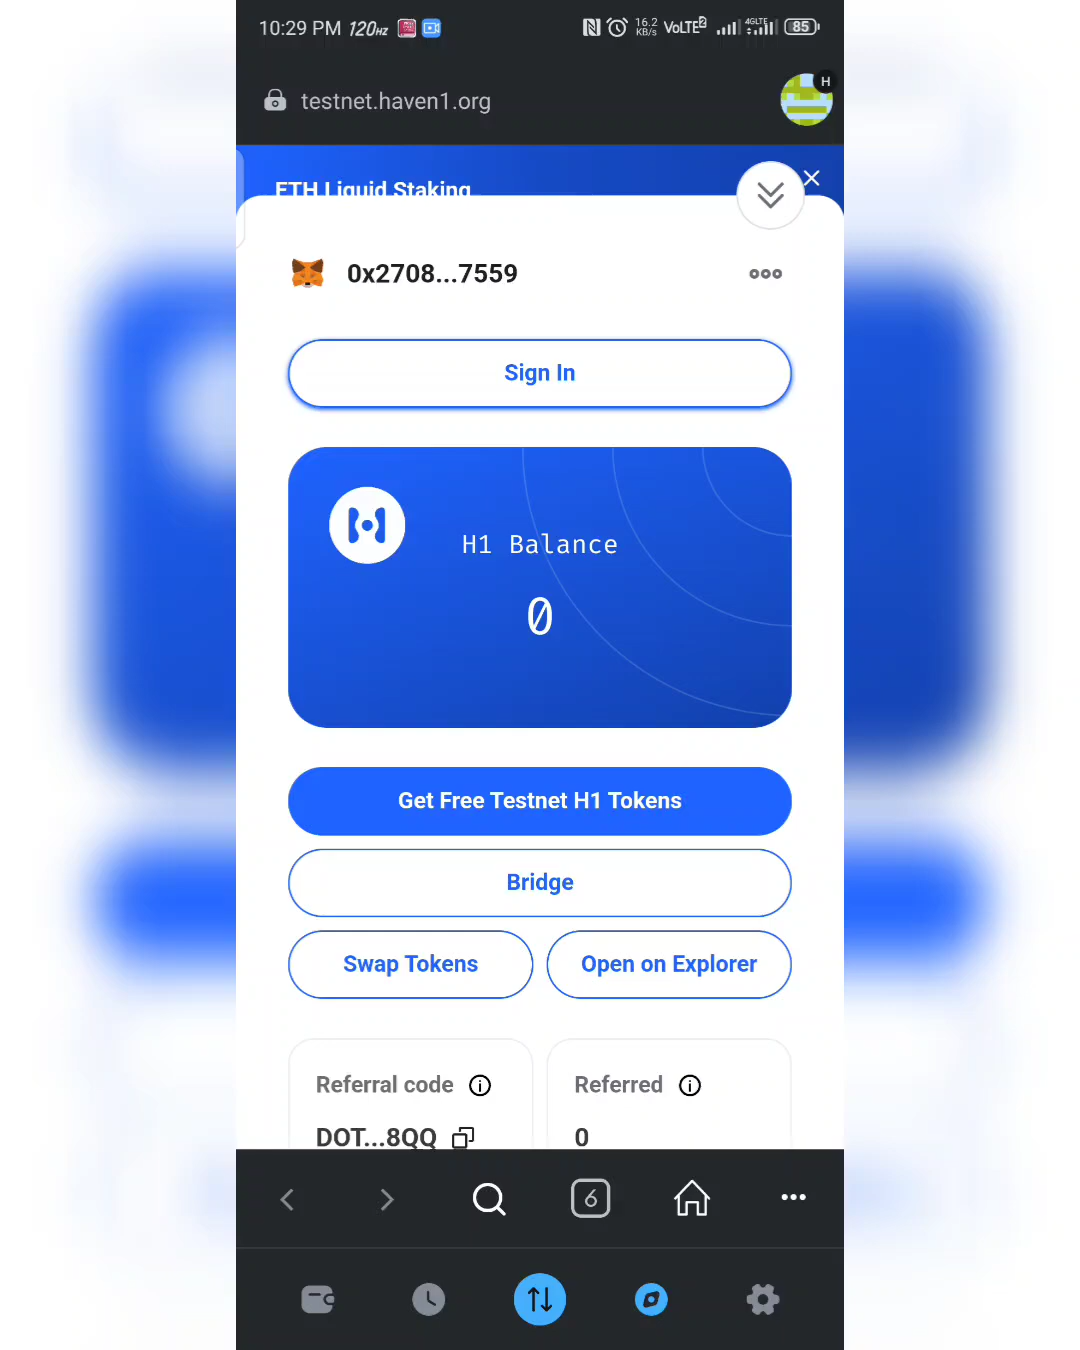 10:29 PM 120HZ 16.2 KB/s VoLTE2 4GLTE 85
testnet.haven1.org H
ETH Liquid Staking
0x2708...7559
Sign In
H1 Balance
0
Get Free Testnet H1 Tokens
Bridge
Swap Tokens Open on Explorer
Referral code Referred
DOT...8QQ 0
6